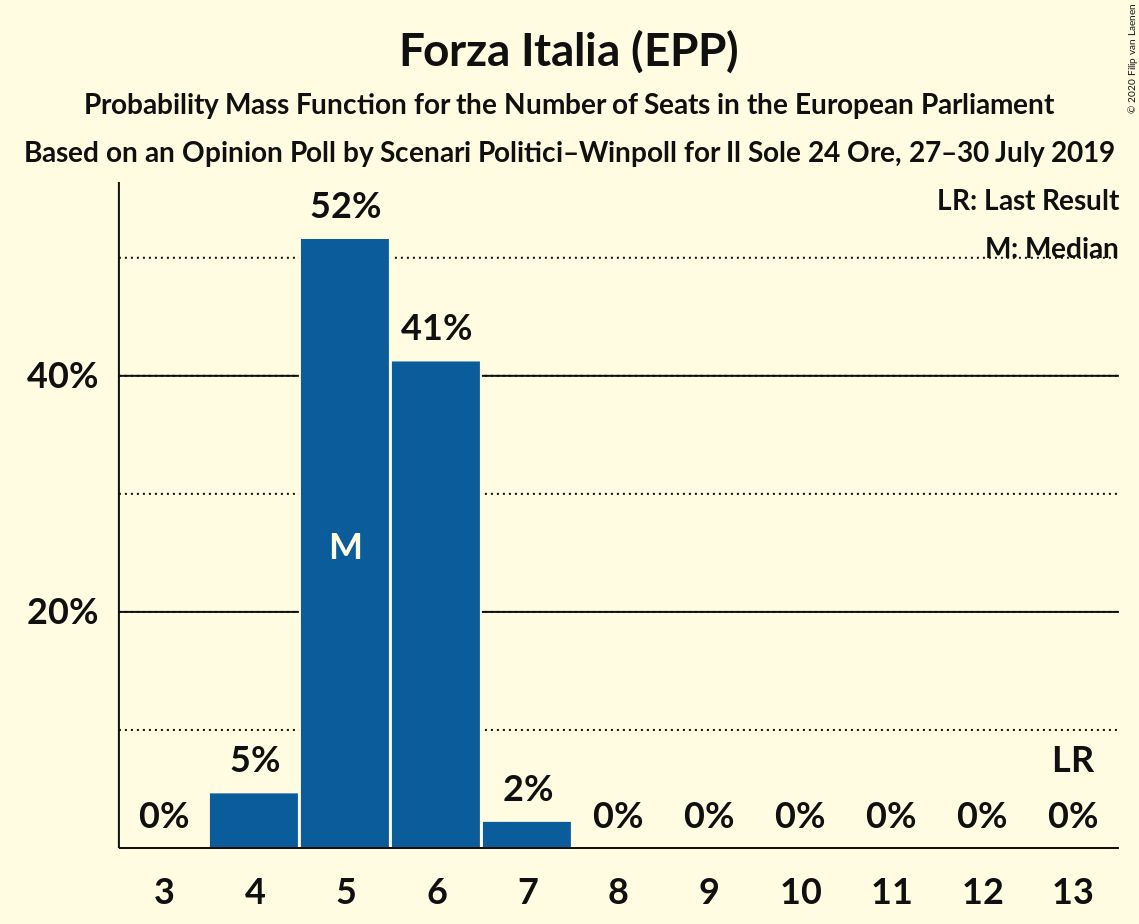 Forza Italia (EPP)
Probability Mass Function for the Number of Seats in the European Parliament
Based on an Opinion Poll by Scenari Politici–Winpoll for Il Sole 24 Ore, 27–30 July 2019
© 2020 Filip van Laenen
LR: Last Result
M: Median
52%
41%
40%
M
20%
5%
2%
LR
0%
0%
0%
0%
0%
0%
0%
3 4 5 6 7 8 9 10 11 12 13